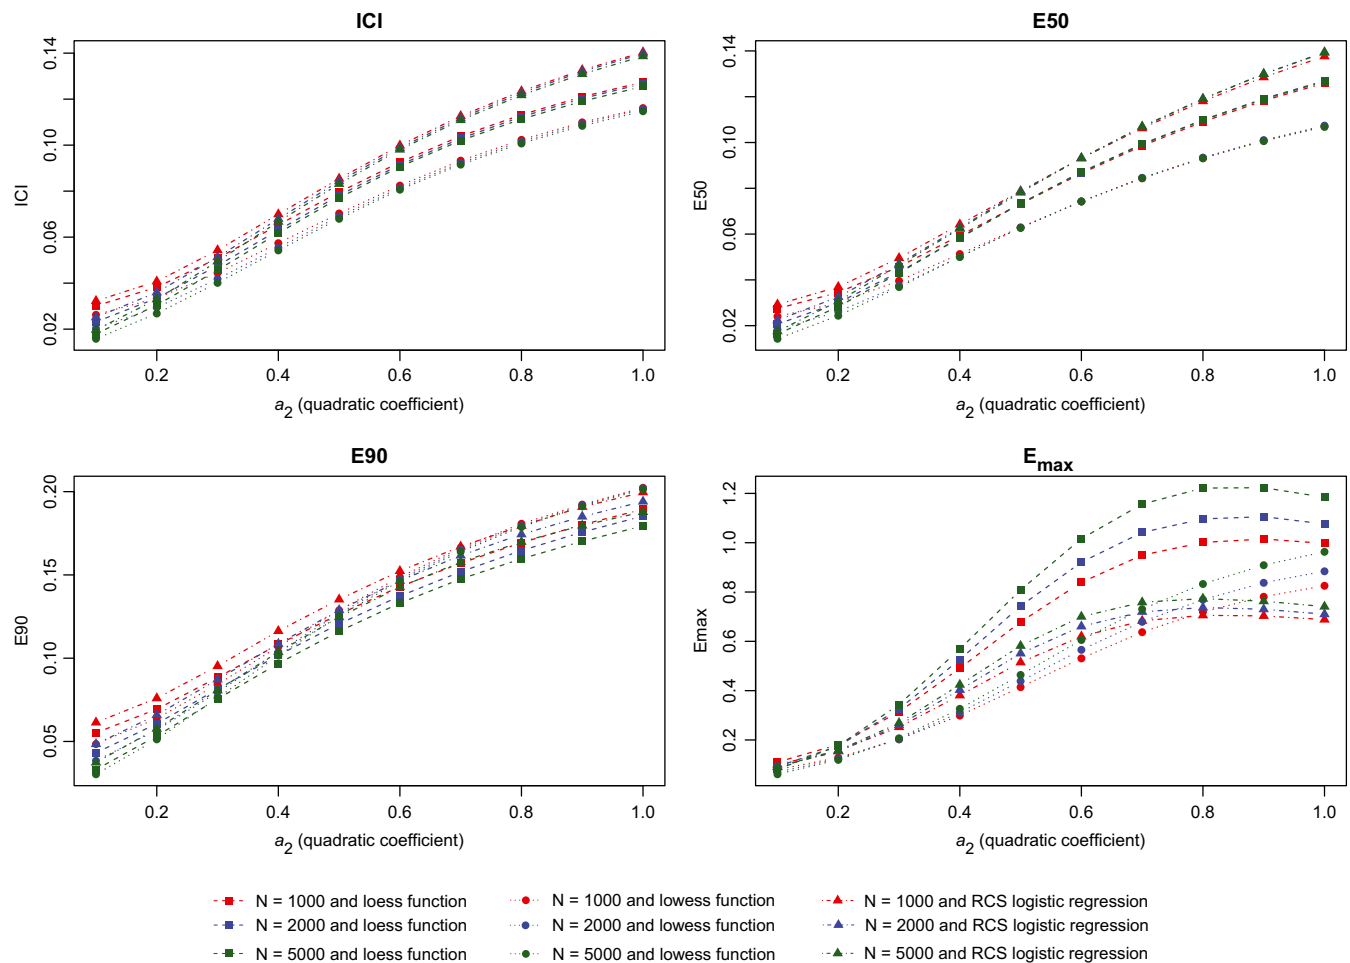 ICI
ICI
0.14
0.10
0.06
0.02
0.2 0.4 0.6 0.8 1.0
a2 (quadratic coefficient)
E50
E50
0.14
0.10
0.06
0.02
0.2 0.4 0.6 0.8 1.0
a2 (quadratic coefficient)
E90
E90
0.20
0.15
0.10
0.05
0.2 0.4 0.6 0.8 1.0
a2 (quadratic coefficient)
Emax
Emax
1.2
1.0
0.8
0.6
0.4
0.2
0.2 0.4 0.6 0.8 1.0
a2 (quadratic coefficient)
N = 1000 and loess function
N = 2000 and loess function
N = 5000 and loess function
N = 1000 and lowess function
N = 2000 and lowess function
N = 5000 and lowess function
N = 1000 and RCS logistic regression
N = 2000 and RCS logistic regression
N = 5000 and RCS logistic regression